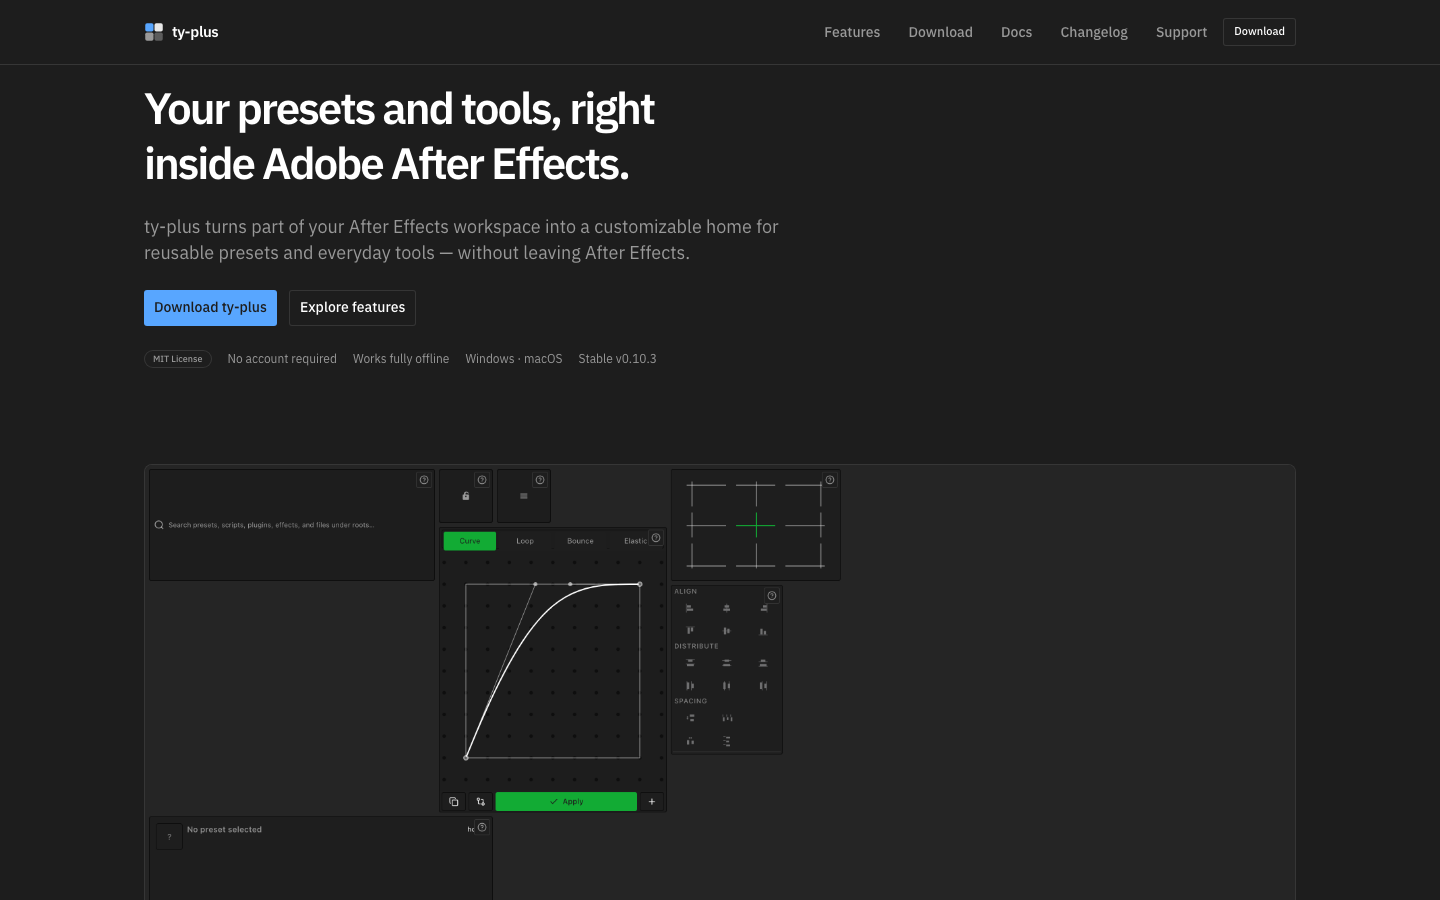 ty-plus
Features
Download
Docs
Changelog
Support
Download
Your presets and tools, right
inside Adobe After Effects.
ty-plus turns part of your After Effects workspace into a customizable home for
reusable presets and everyday tools — without leaving After Effects.
Download ty-plus
Explore features
MIT License
No account required
Works fully offline
Windows · macOS
Stable v0.10.3
Search presets, scripts, plugins, effects, and files under roots...
Curve
Loop
Bounce
Elastic
ALIGN
DISTRIBUTE
SPACING
Apply
?
No preset selected